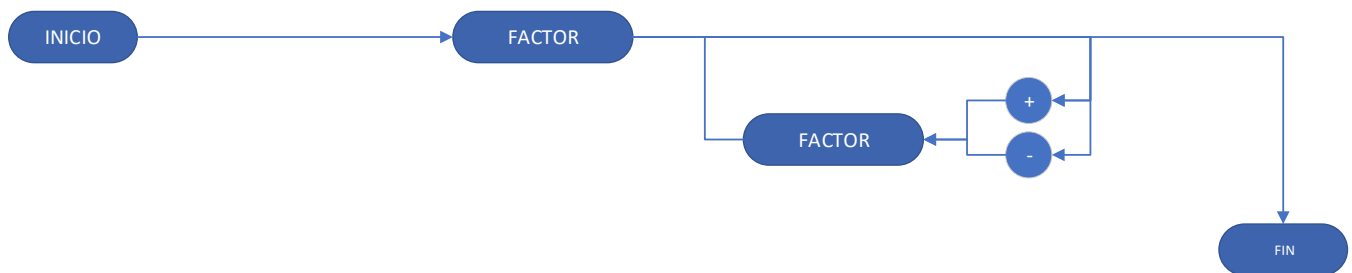 INICIO
FACTOR
+
FACTOR
-
FIN